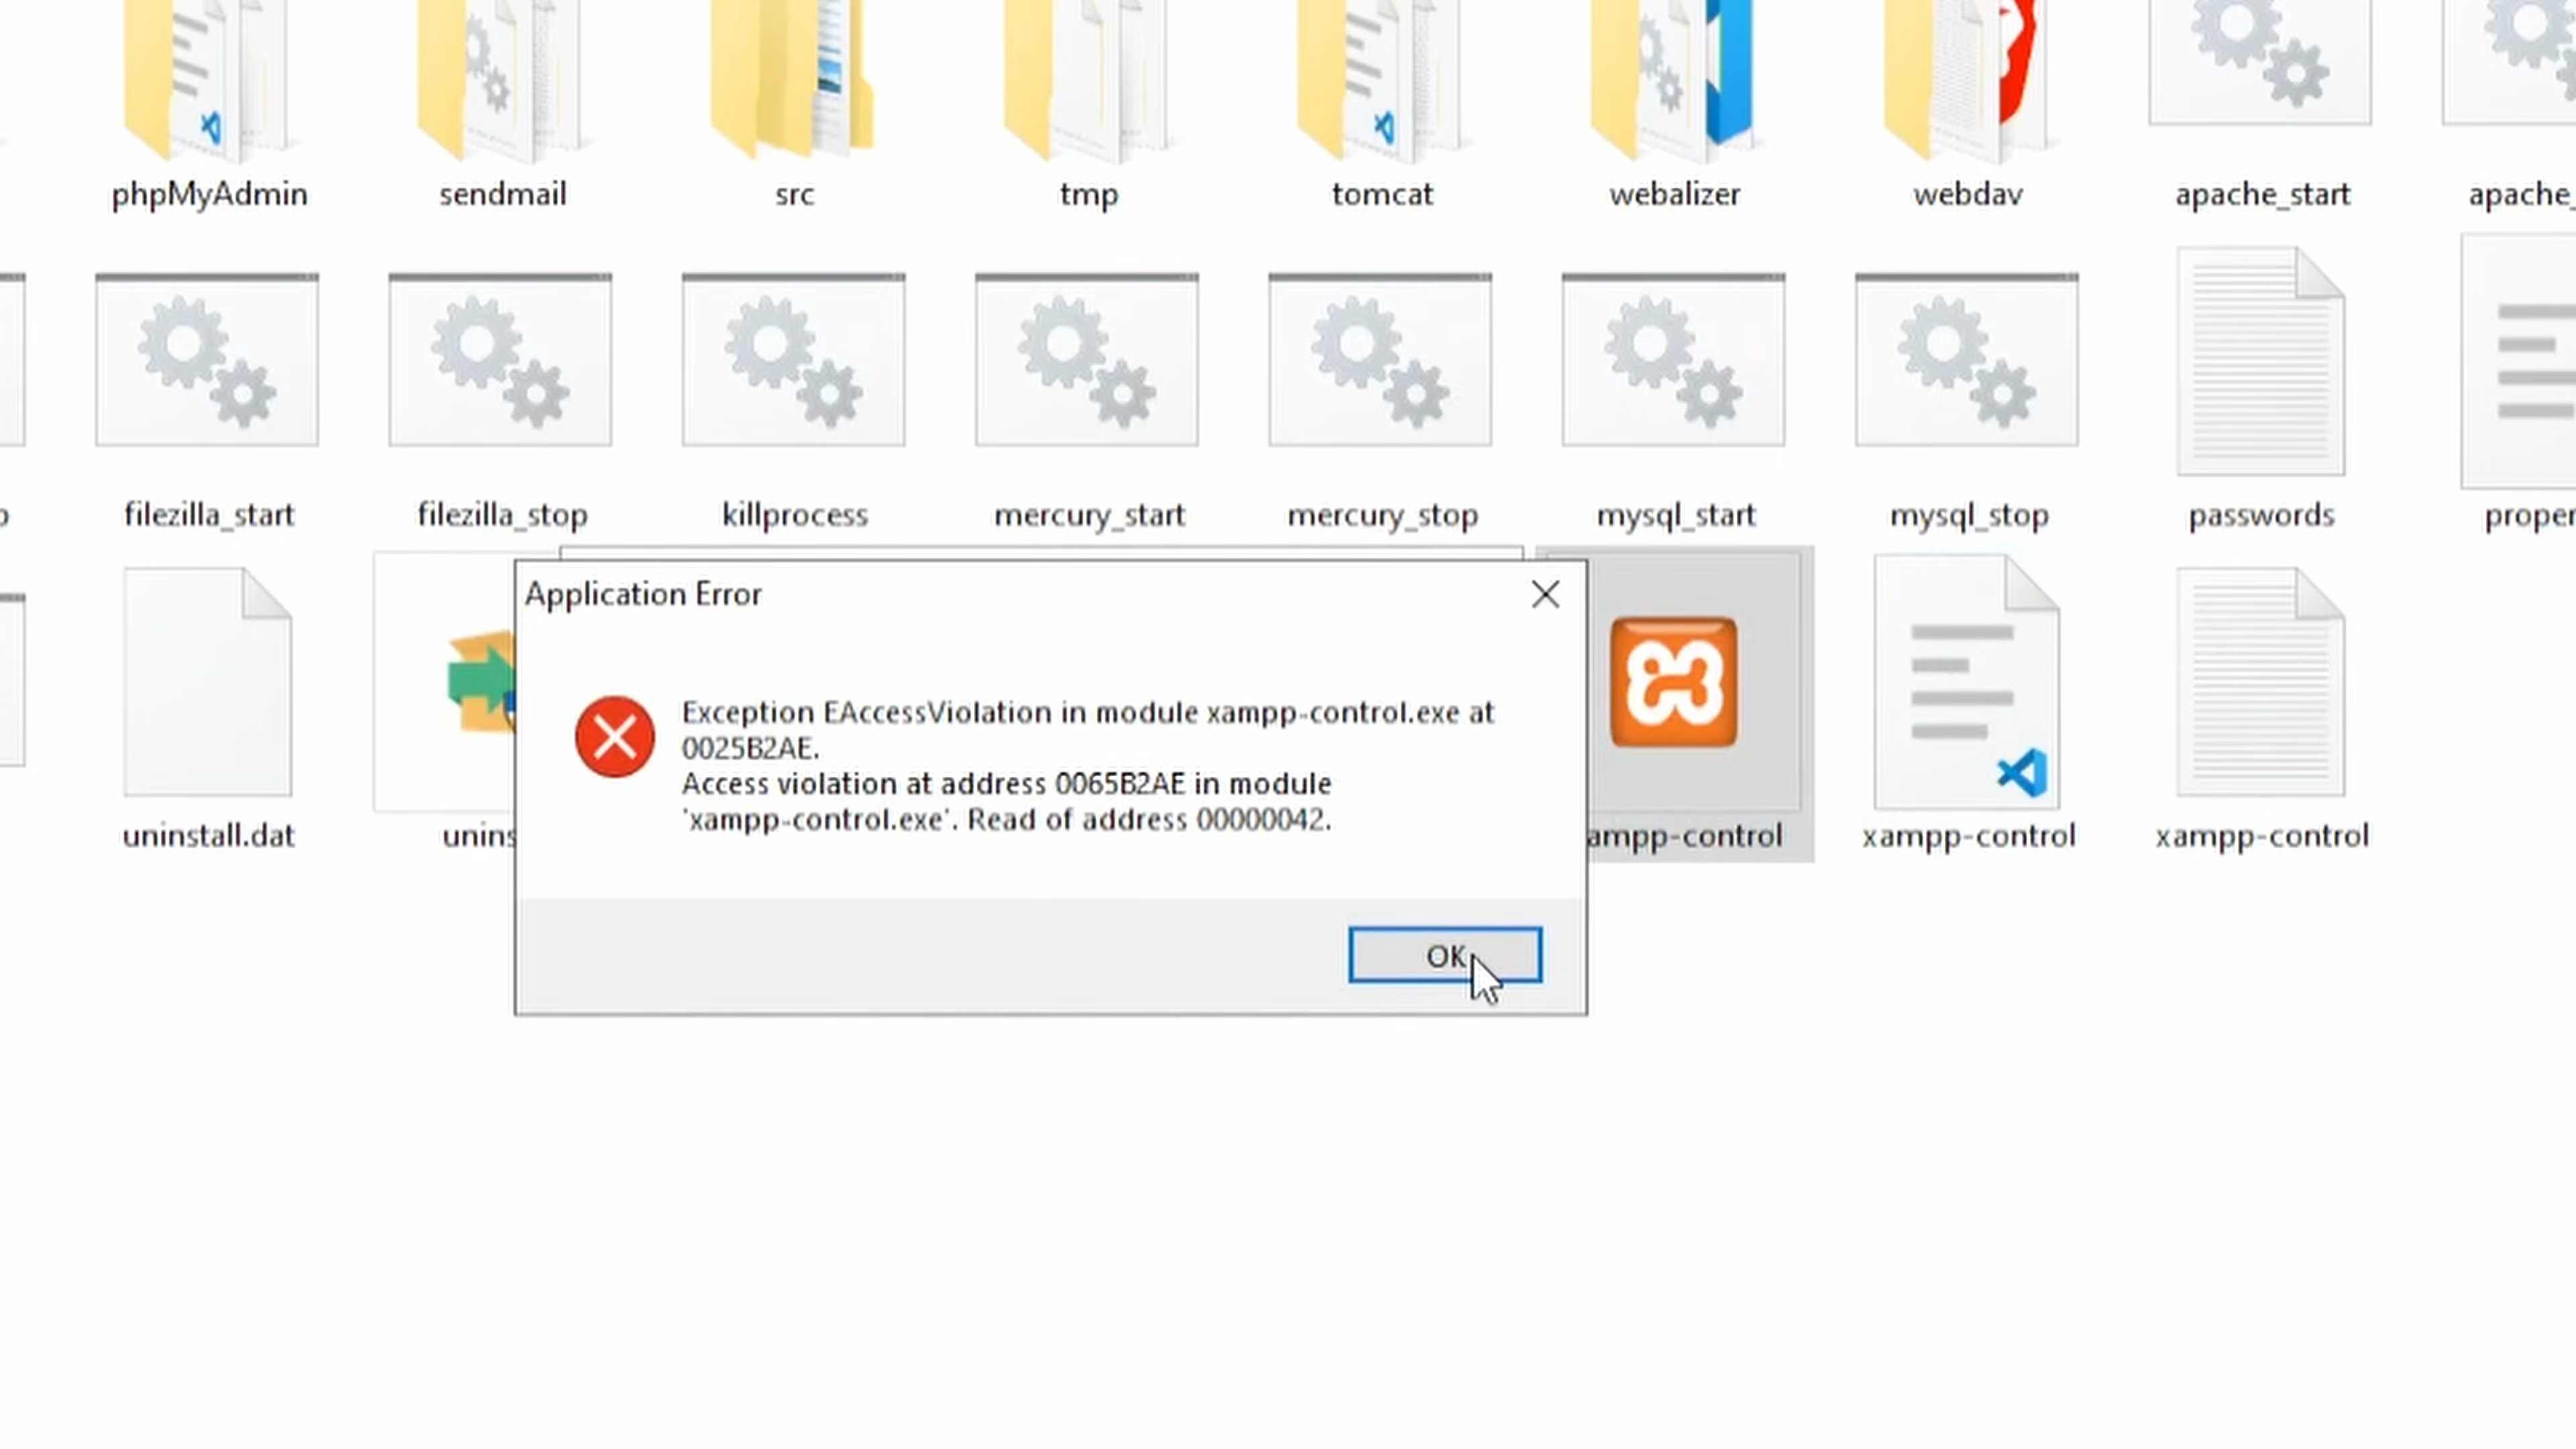 phpMyAdmin
sendmail
src
tmp
tomcat
webalizer
webdav
apache_start
apache_
filezilla_start
filezilla_stop
killprocess
mercury_start
mercury_stop
mysql_start
mysql_stop
passwords
proper
Application Error
Exception EAccessViolation in module xampp-control.exe at
0025B2AE.
Access violation at address 0065B2AE in module
'xampp-control.exe'. Read of address 00000042.
OK
uninstall.dat
unins
ampp-control
xampp-control
xampp-control